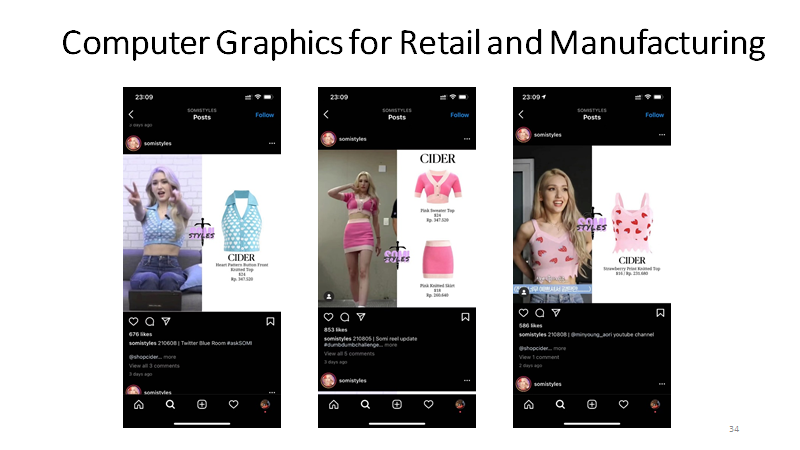 Computer Graphics for Retail and Manufacturing
23:09
SOMISTYLES
Posts
Follow
3 days ago
somistyles
SOMI
STYLES
CIDER
Heart Pattern Button Front
Knitted Top
$24
Rp. 347.520
676 likes
somistyles 210608 | Twitter Blue Room #askSOMI
@shopcider... more
View all 3 comments
3 days ago
somistyles
23:09
SOMISTYLES
Posts
Follow
somistyles
CIDER
Pink Sweater Top
$24
Rp. 347.520
SOMI
STYLES
Pink Knitted Skirt
$18
Rp. 260.640
853 likes
somistyles 210805 | Somi reel update
#dumbdumbchallenge... more
View all 5 comments
3 days ago
somistyles
23:09
SOMISTYLES
Posts
Follow
somistyles
SOMI
STYLES
CIDER
Strawberry Print Knitted Top
$16 / Rp. 231.680
586 likes
somistyles 210808 | @minyoung_aori youtube channel
@shopcider... more
View 1 comment
2 days ago
somistyles
34